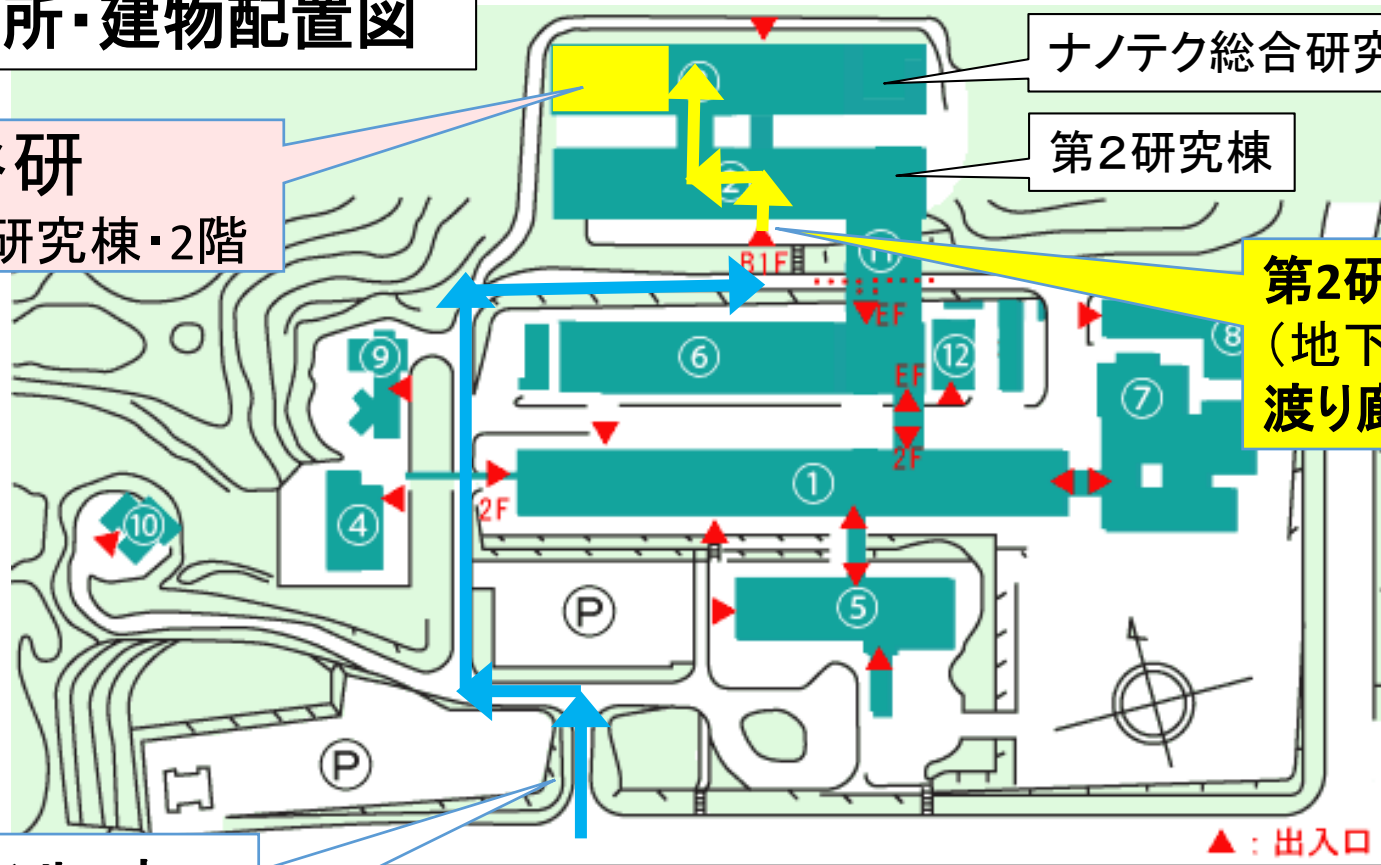 所・建物配置図
ナノテク総合研究
研
第２研究棟
研究棟・2階
B1F
⑪
第2研
（地下
渡り廊
EF
⑨
⑥
⑫
⑧
EF
⑦
2F
①
2F
④
⑩
P
⑤
P
▲：出入口